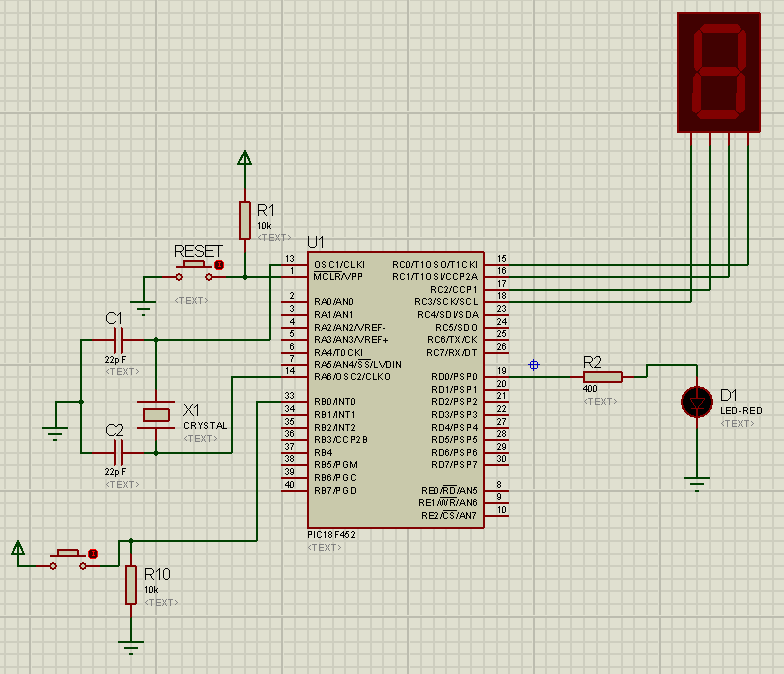 R1
10k
<TEXT>
RESET
<TEXT>
U1
13 OSC1/CLKI
1 MCLR/VPP
2 RA0/AN0
3 RA1/AN1
4 RA2/AN2/VREF-
5 RA3/AN3/VREF+
6 RA4/T0CKI
7 RA5/AN4/SS/LVDIN
14 RA6/OSC2/CLKO
33 RB0/INT0
34 RB1/INT1
35 RB2/INT2
36 RB3/CCP2B
37 RB4
38 RB5/PGM
39 RB6/PGC
40 RB7/PGD
RC0/T1OSO/T1CKI 15
RC1/T1OSI/CCP2A 16
RC2/CCP1 17
RC3/SCK/SCL 18
RC4/SDI/SDA 23
RC5/SDO 24
RC6/TX/CK 25
RC7/RX/DT 26
RD0/PSP0 19
RD1/PSP1 20
RD2/PSP2 21
RD3/PSP3 22
RD4/PSP4 27
RD5/PSP5 28
RD6/PSP6 29
RD7/PSP7 30
RE0/RD/AN5 8
RE1/WR/AN6 9
RE2/CS/AN7 10
PIC18F452
<TEXT>
C1
22pF
<TEXT>
X1
CRYSTAL
<TEXT>
C2
22pF
<TEXT>
R2
400
<TEXT>
D1
LED-RED
<TEXT>
R10
10k
<TEXT>